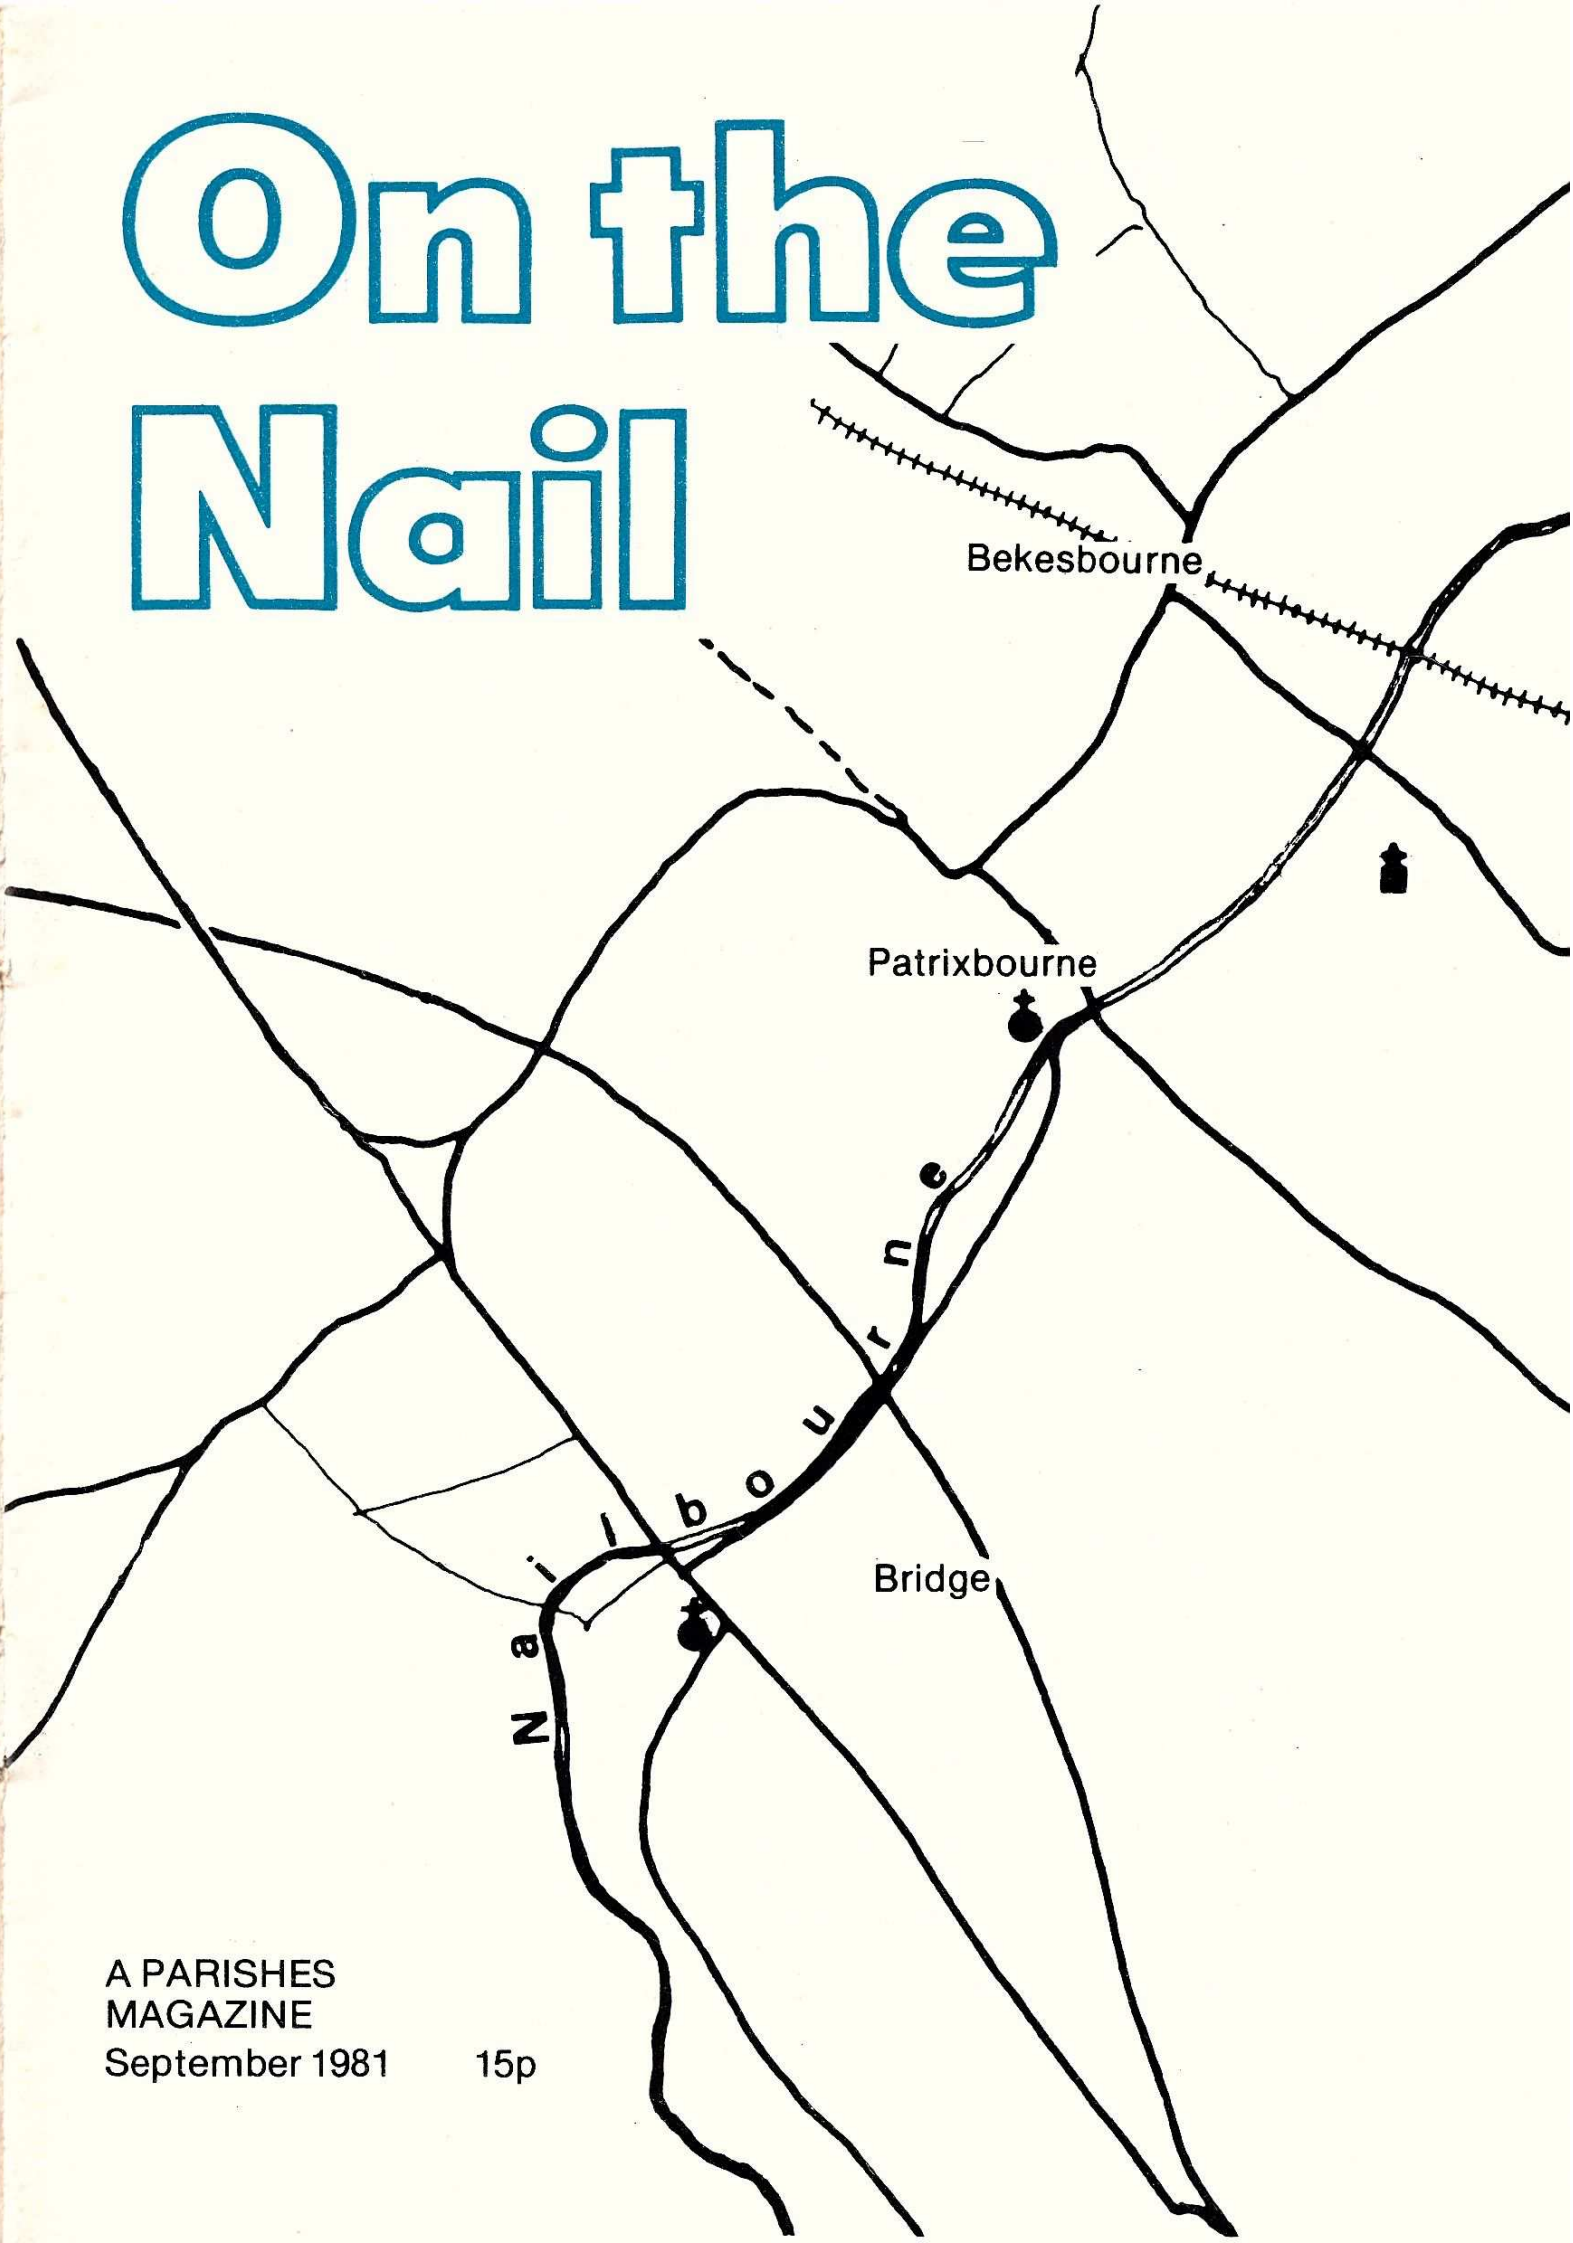 On the
Nail
Bekesbourne
Patrixbourne
Nailbourne
Bridge
A PARISHES
MAGAZINE
September 1981 15p